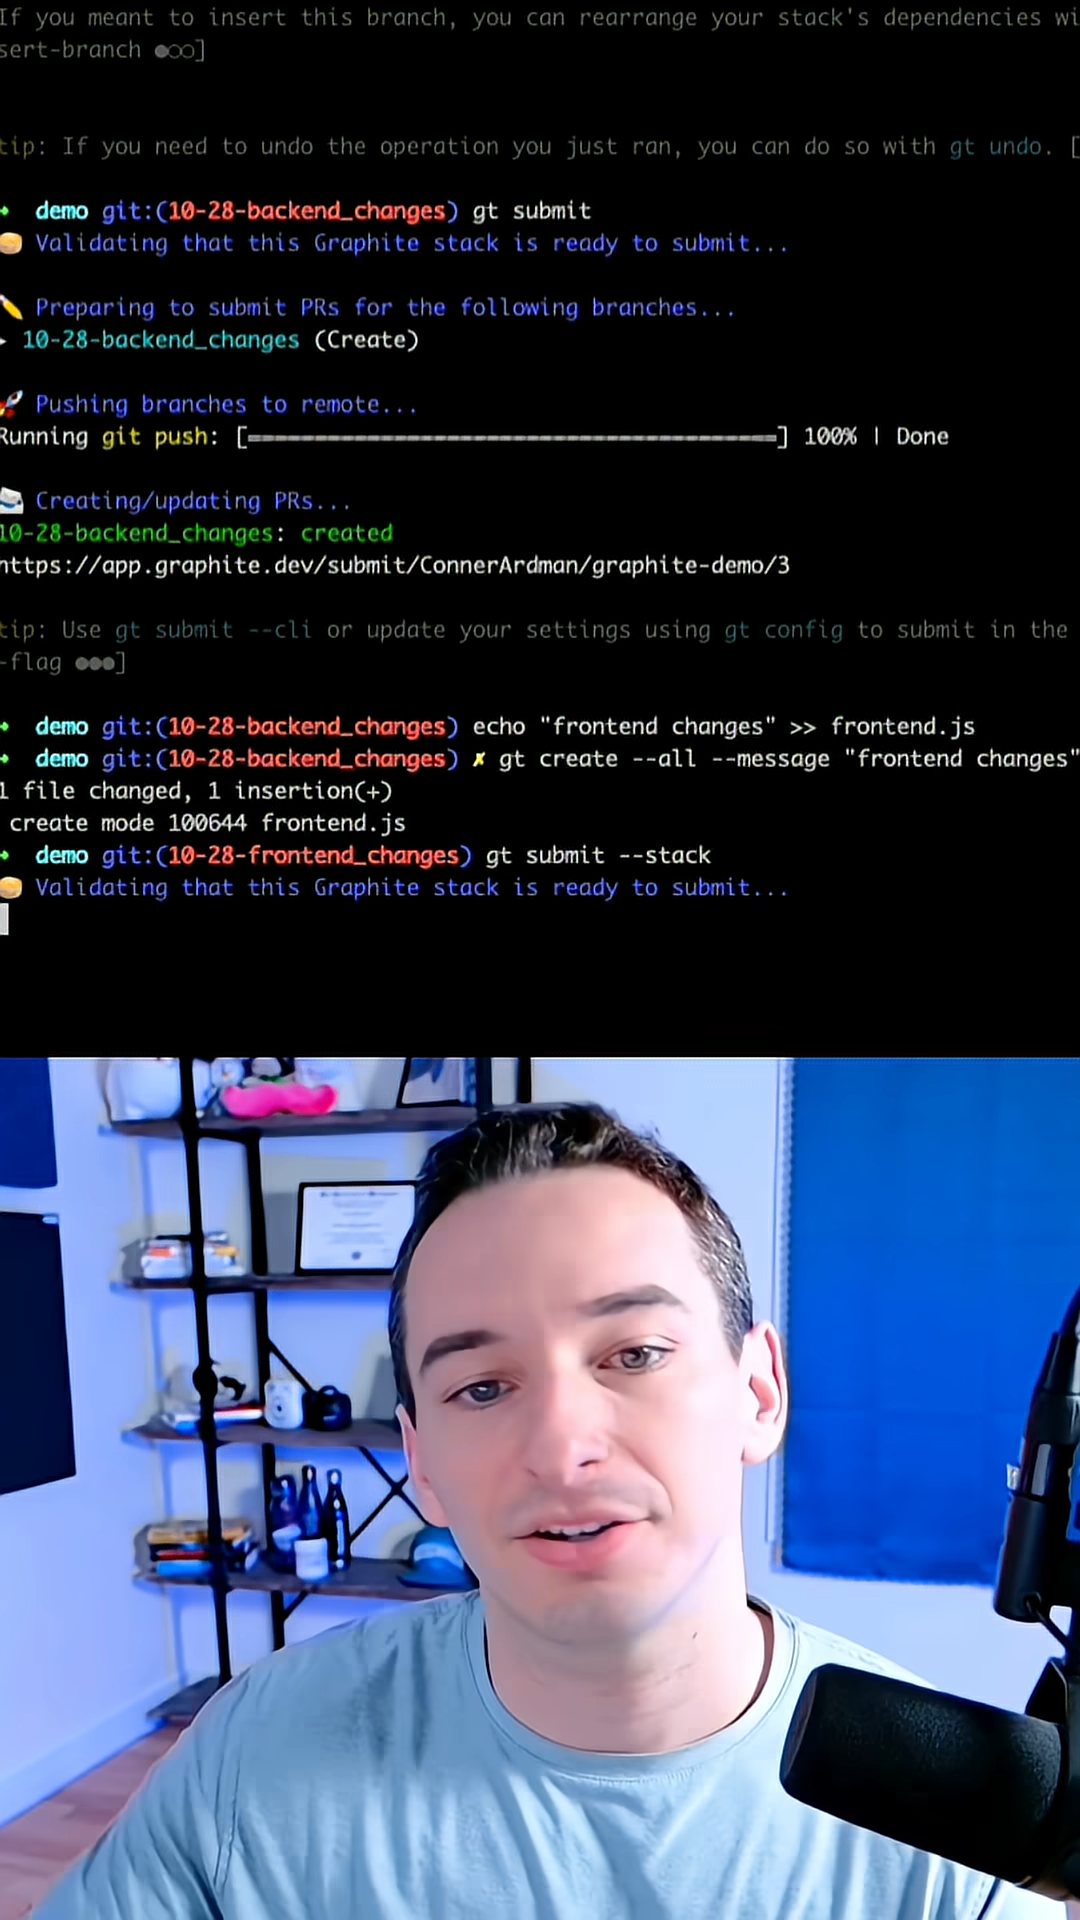 If you meant to insert this branch, you can rearrange your stack's dependencies wi
sert-branch ●○○]
tip: If you need to undo the operation you just ran, you can do so with gt undo. [
demo git:(10-28-backend_changes) gt submit
Validating that this Graphite stack is ready to submit...
Preparing to submit PRs for the following branches...
10-28-backend_changes (Create)
Pushing branches to remote...
Running git push: [════════════════════════════════════════] 100% | Done
Creating/updating PRs...
10-28-backend_changes: created
https://app.graphite.dev/submit/ConnerArdman/graphite-demo/3
tip: Use gt submit --cli or update your settings using gt config to submit in the
-flag ●●●]
demo git:(10-28-backend_changes) echo "frontend changes" >> frontend.js
demo git:(10-28-backend_changes) ✗ gt create --all --message "frontend changes"
1 file changed, 1 insertion(+)
create mode 100644 frontend.js
demo git:(10-28-frontend_changes) gt submit --stack
Validating that this Graphite stack is ready to submit...